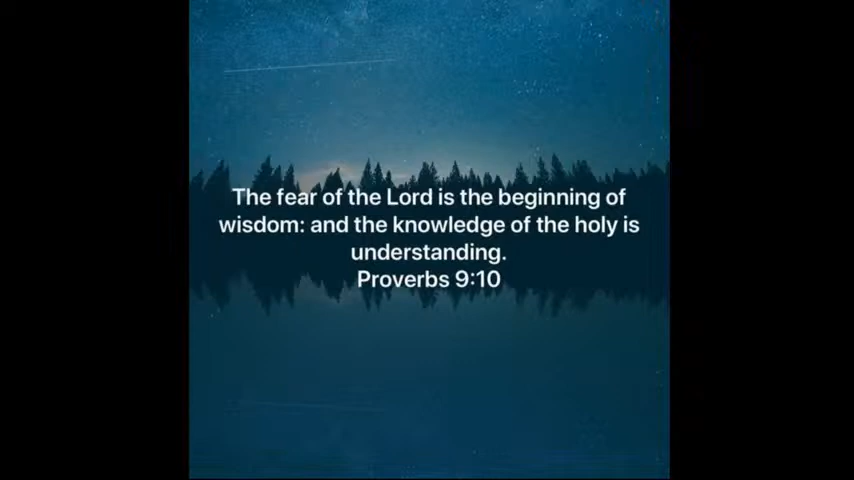 The fear of the Lord is the beginning of
wisdom: and the knowledge of the holy is
understanding.
Proverbs 9:10